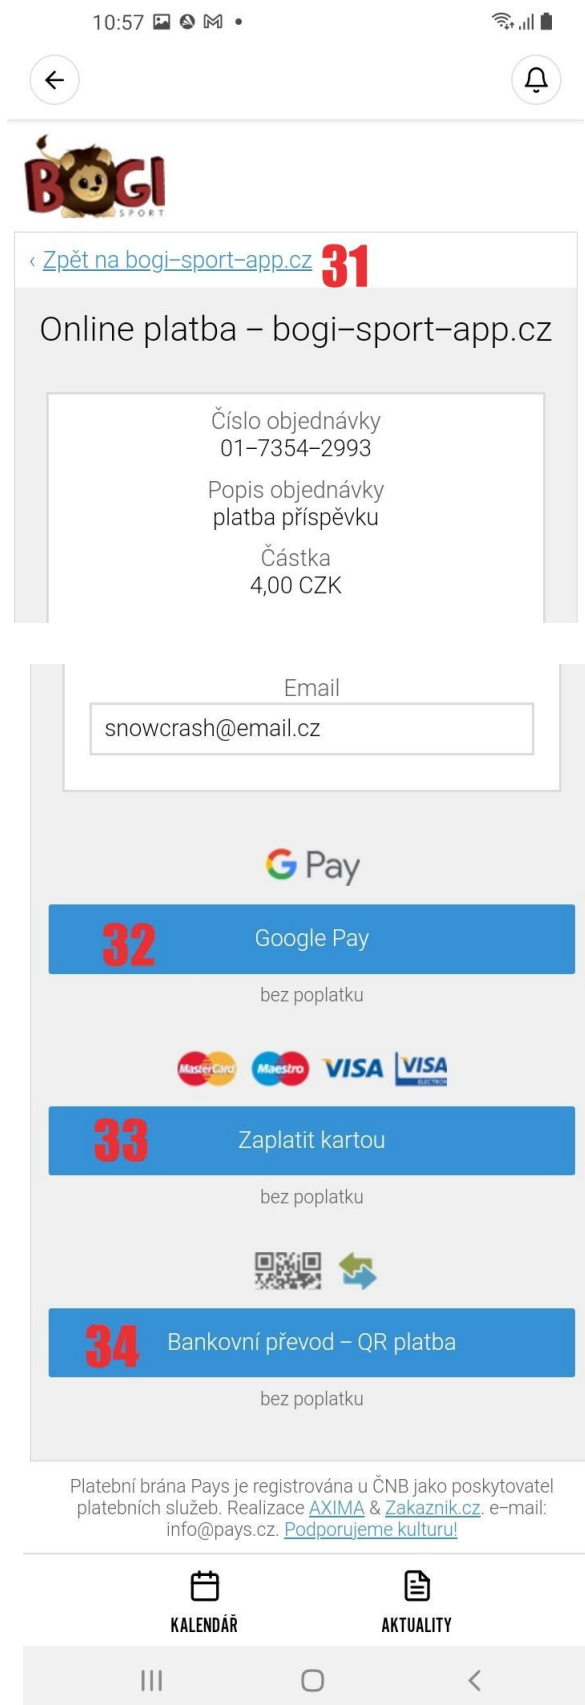 10:57
BOGI
SPORT
‹ Zpět na bogi-sport-app.cz 31
Online platba – bogi-sport-app.cz
Číslo objednávky
01-7354-2993
Popis objednávky
platba příspěvku
Částka
4,00 CZK
Email
snowcrash@email.cz
G Pay
32 Google Pay
bez poplatku
MasterCard Maestro VISA VISA
ELECTRON
33 Zaplatit kartou
bez poplatku
34 Bankovní převod – QR platba
bez poplatku
Platební brána Pays je registrována u ČNB jako poskytovatel
platebních služeb. Realizace AXIMA & Zakaznik.cz. e-mail:
info@pays.cz. Podporujeme kulturu!
KALENDÁŘ AKTUALITY